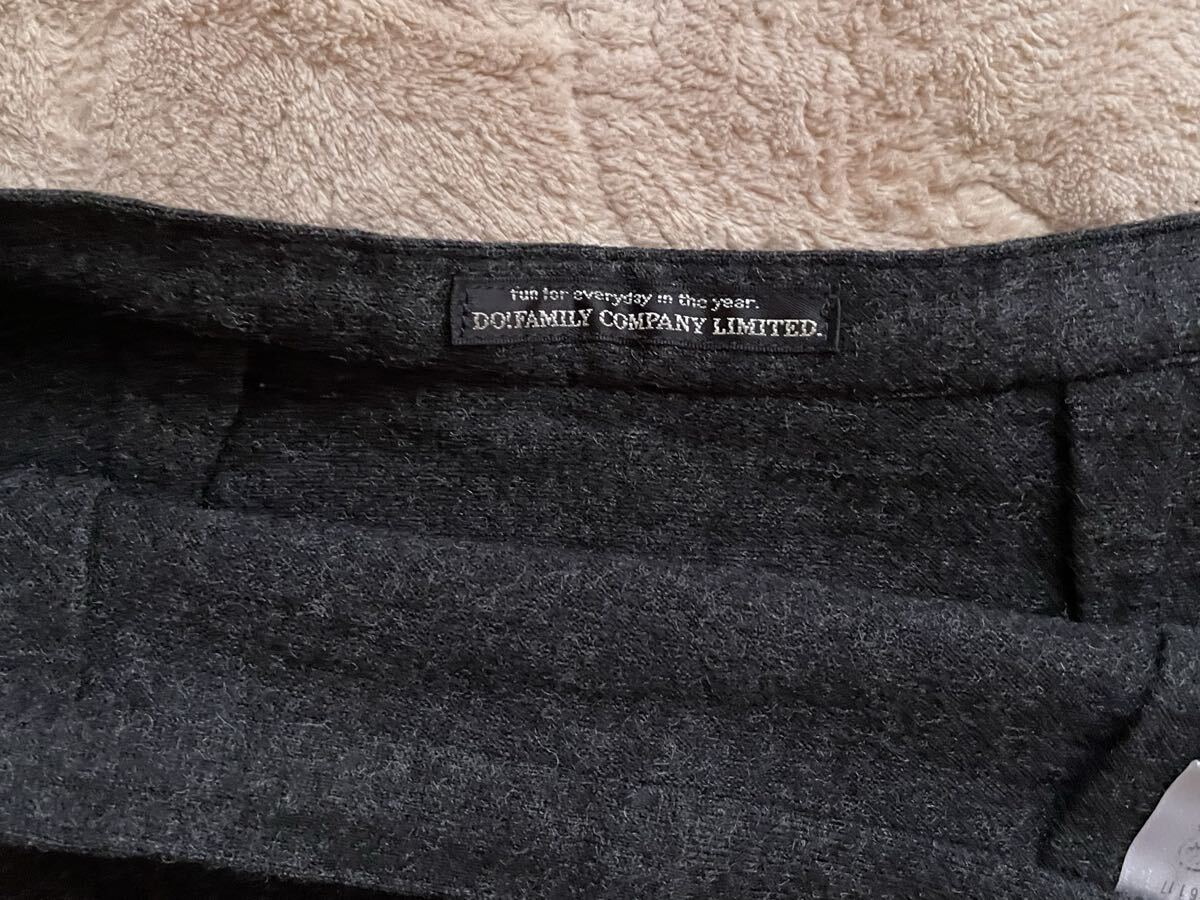 fun for everyday in the year.
DO!FAMILY COMPANY LIMITED.